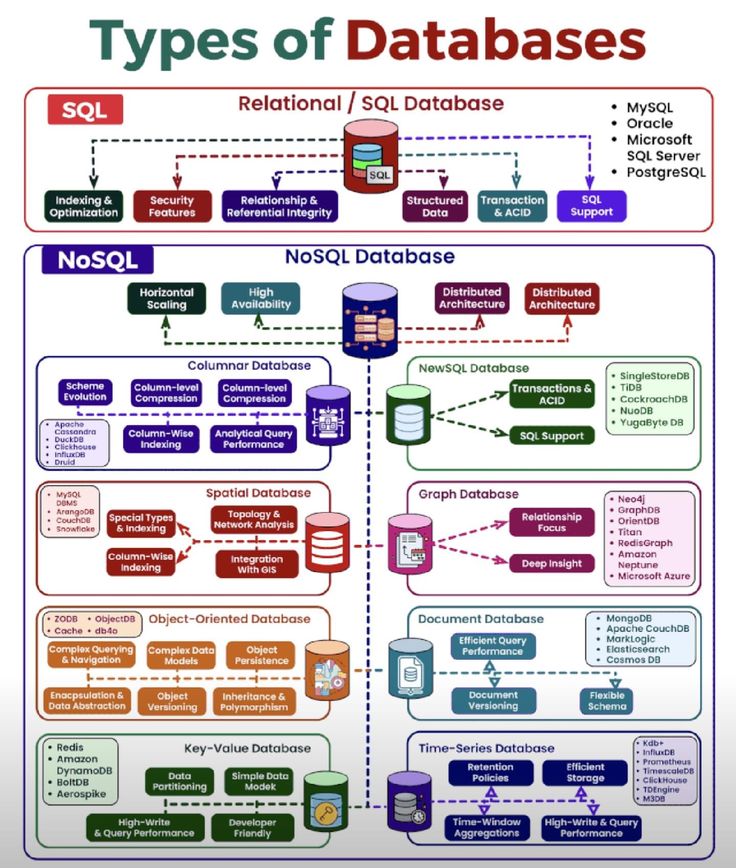 Types of Databases
SQL
Relational / SQL Database
• MySQL
• Oracle
• Microsoft
SQL Server
• PostgreSQL
SQL
Indexing &
Optimization
Security
Features
Relationship &
Referential Integrity
Structured
Data
Transaction
& ACID
SQL
Support
NoSQL
NoSQL Database
Horizontal
Scaling
High
Availability
Distributed
Architecture
Distributed
Architecture
Columnar Database
Scheme
Evolution
Column-level
Compression
Column-level
Compression
• Apache
Cassandra
• DuckDB
• Clickhouse
• InfluxDB
• Druid
Column-Wise
Indexing
Analytical Query
Performance
NewSQL Database
Transactions &
ACID
SQL Support
• SingleStoreDB
• TiDB
• CockroachDB
• NuoDB
• YugaByte DB
Spatial Database
• MySQL
DBMS
• ArangoDB
• CouchDB
• Snowflake
Special Types
& Indexing
Topology &
Network Analysis
Column-Wise
Indexing
Integration
With GIS
Graph Database
Relationship
Focus
Deep Insight
• Neo4j
• GraphDB
• OrientDB
• Titan
• RedisGraph
• Amazon
Neptune
• Microsoft Azure
• ZODB • ObjectDB
• Cache • db4o
Object-Oriented Database
Complex Querying
& Navigation
Complex Data
Models
Object
Persistence
Enacpsulation &
Data Abstraction
Object
Versioning
Inheritance &
Polymorphism
Document Database
Efficient Query
Performance
Document
Versioning
Flexible
Schema
• MongoDB
• Apache CouchDB
• MarkLogic
• Elasticsearch
• Cosmos DB
• Redis
• Amazon
DynamoDB
• BoltDB
• Aerospike
Key-Value Database
Data
Partitioning
Simple Data
Modek
High-Write
& Query Performance
Developer
Friendly
Time-Series Database
Retention
Policies
Efficient
Storage
Time-Window
Aggregations
High-Write & Query
Performance
• Kdb+
• InfluxDB
• Prometheus
• TimescaleDB
• ClickHouse
• TDEngine
• M3DB